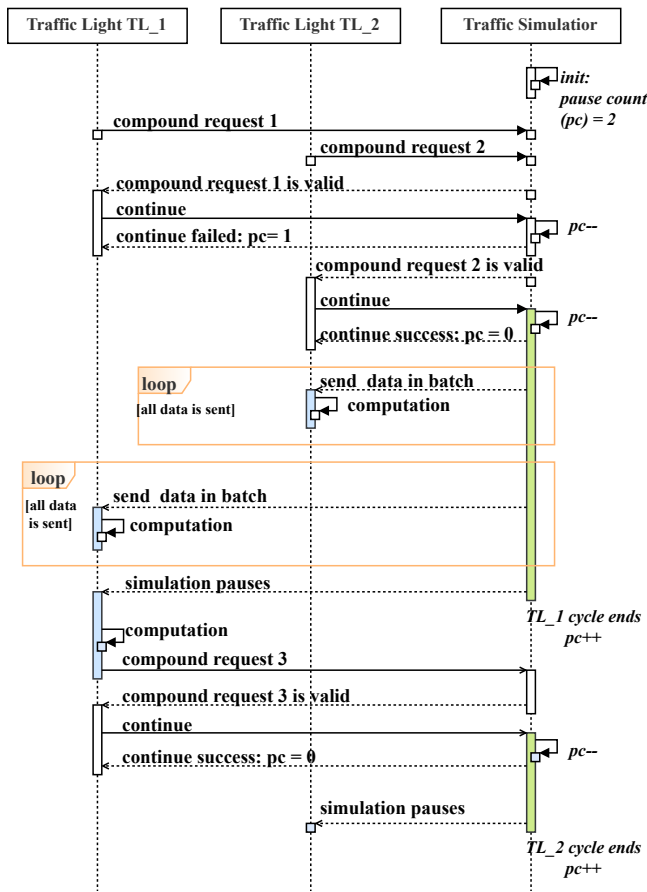 Traffic Light TL_1
Traffic Light TL_2
Traffic Simulatior
init:
pause count
(pc) = 2
compound request 1
compound request 2
compound request 1 is valid
continue
pc--
continue failed: pc= 1
compound request 2 is valid
continue
pc--
continue success: pc = 0
loop
[all data is sent]
send data in batch
computation
loop
[all data
is sent]
send data in batch
computation
simulation pauses
TL_1 cycle ends
pc++
computation
compound request 3
compound request 3 is valid
continue
pc--
continue success: pc = 0
simulation pauses
TL_2 cycle ends
pc++